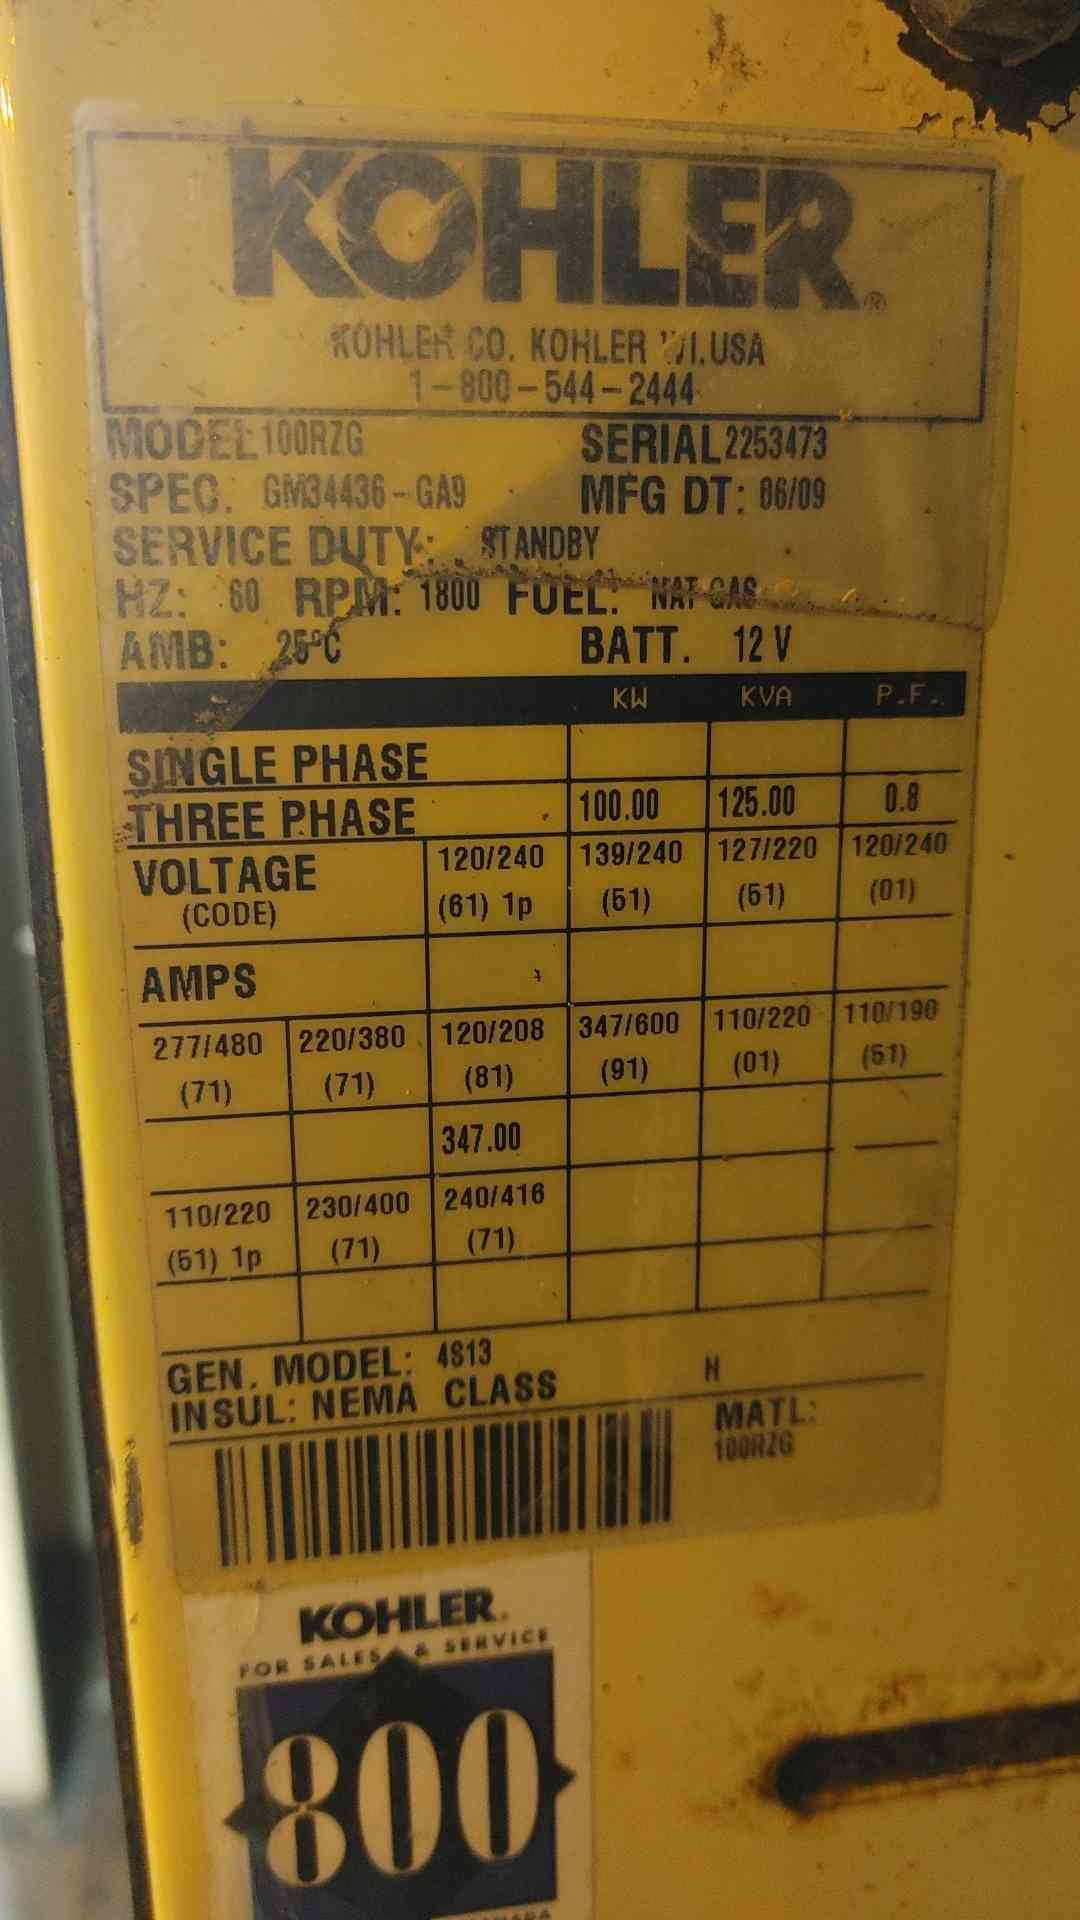 KOHLER®
KOHLER CO. KOHLER WI. USA
1-800-544-2444
MODEL 100RZG SERIAL 2253473
SPEC. GM34436-GA9 MFG DT: 06/09
SERVICE DUTY: STANDBY
HZ: 60 RPM: 1800 FUEL: NAT GAS
AMB: 25°C BATT. 12 V
KW KVA P.F.
SINGLE PHASE
THREE PHASE 100.00 125.00 0.8
VOLTAGE 120/240 139/240 127/220 120/240
(CODE) (61) 1p (51) (51) (01)
AMPS
277/480 220/380 120/208 347/600 110/220 110/190
(71) (71) (81) (91) (01) (51)
347.00
110/220 230/400 240/416
(51) 1p (71) (71)
GEN. MODEL: 4S13
INSUL: NEMA CLASS H
MATL:
100RZG
KOHLER.
FOR SALES & SERVICE
800